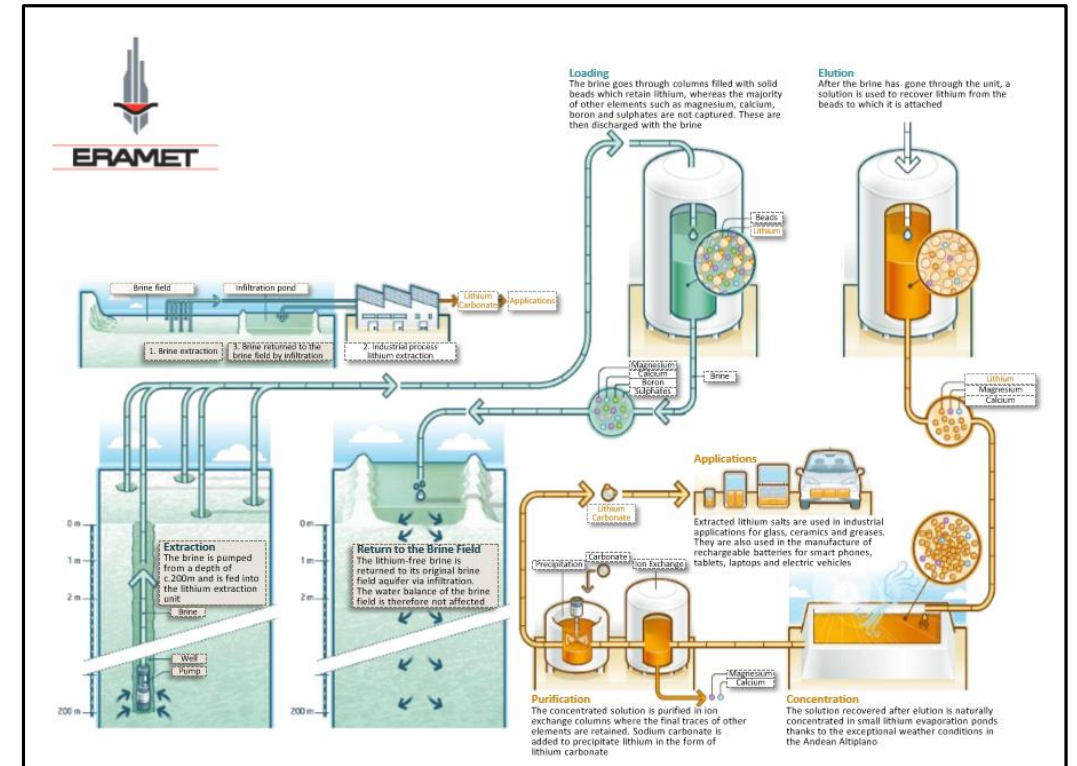 ERAMET
Loading
The brine goes through columns filled with solid
beads which retain lithium, whereas the majority
of other elements such as magnesium, calcium,
boron and sulphates are not captured. These are
then discharged with the brine
Elution
After the brine has gone through the unit, a
solution is used to recover lithium from the
beads to which it is attached
Beads
Lithium
Brine field
Infiltration pond
Lithium
Carbonate
Applications
1. Brine extraction
3. Brine returned to the
brine field by infiltration
2. Industrial process
lithium extraction
Magnesium
Calcium
Boron
Sulphates
Brine
Lithium
Magnesium
Calcium
0 m
1 m
2 m
200 m
Extraction
The brine is pumped
from a depth of
c.200m and is fed into
the lithium extraction
unit
Brine
Well
Pump
0 m
1 m
2 m
200 m
Return to the Brine Field
The lithium-free brine is
returned to its original brine
field aquifer via infiltration.
The water balance of the brine
field is therefore not affected
Applications
Lithium
Carbonate
Extracted lithium salts are used in industrial
applications for glass, ceramics and greases.
They are also used in the manufacture of
rechargeable batteries for smart phones,
tablets, laptops and electric vehicles
Precipitation
Carbonate
Ion Exchange
Magnesium
Calcium
Purification
The concentrated solution is purified in ion
exchange columns where the final traces of other
elements are retained. Sodium carbonate is
added to precipitate lithium in the form of
lithium carbonate
Concentration
The solution recovered after elution is naturally
concentrated in small lithium evaporation ponds
thanks to the exceptional weather conditions in
the Andean Altiplano